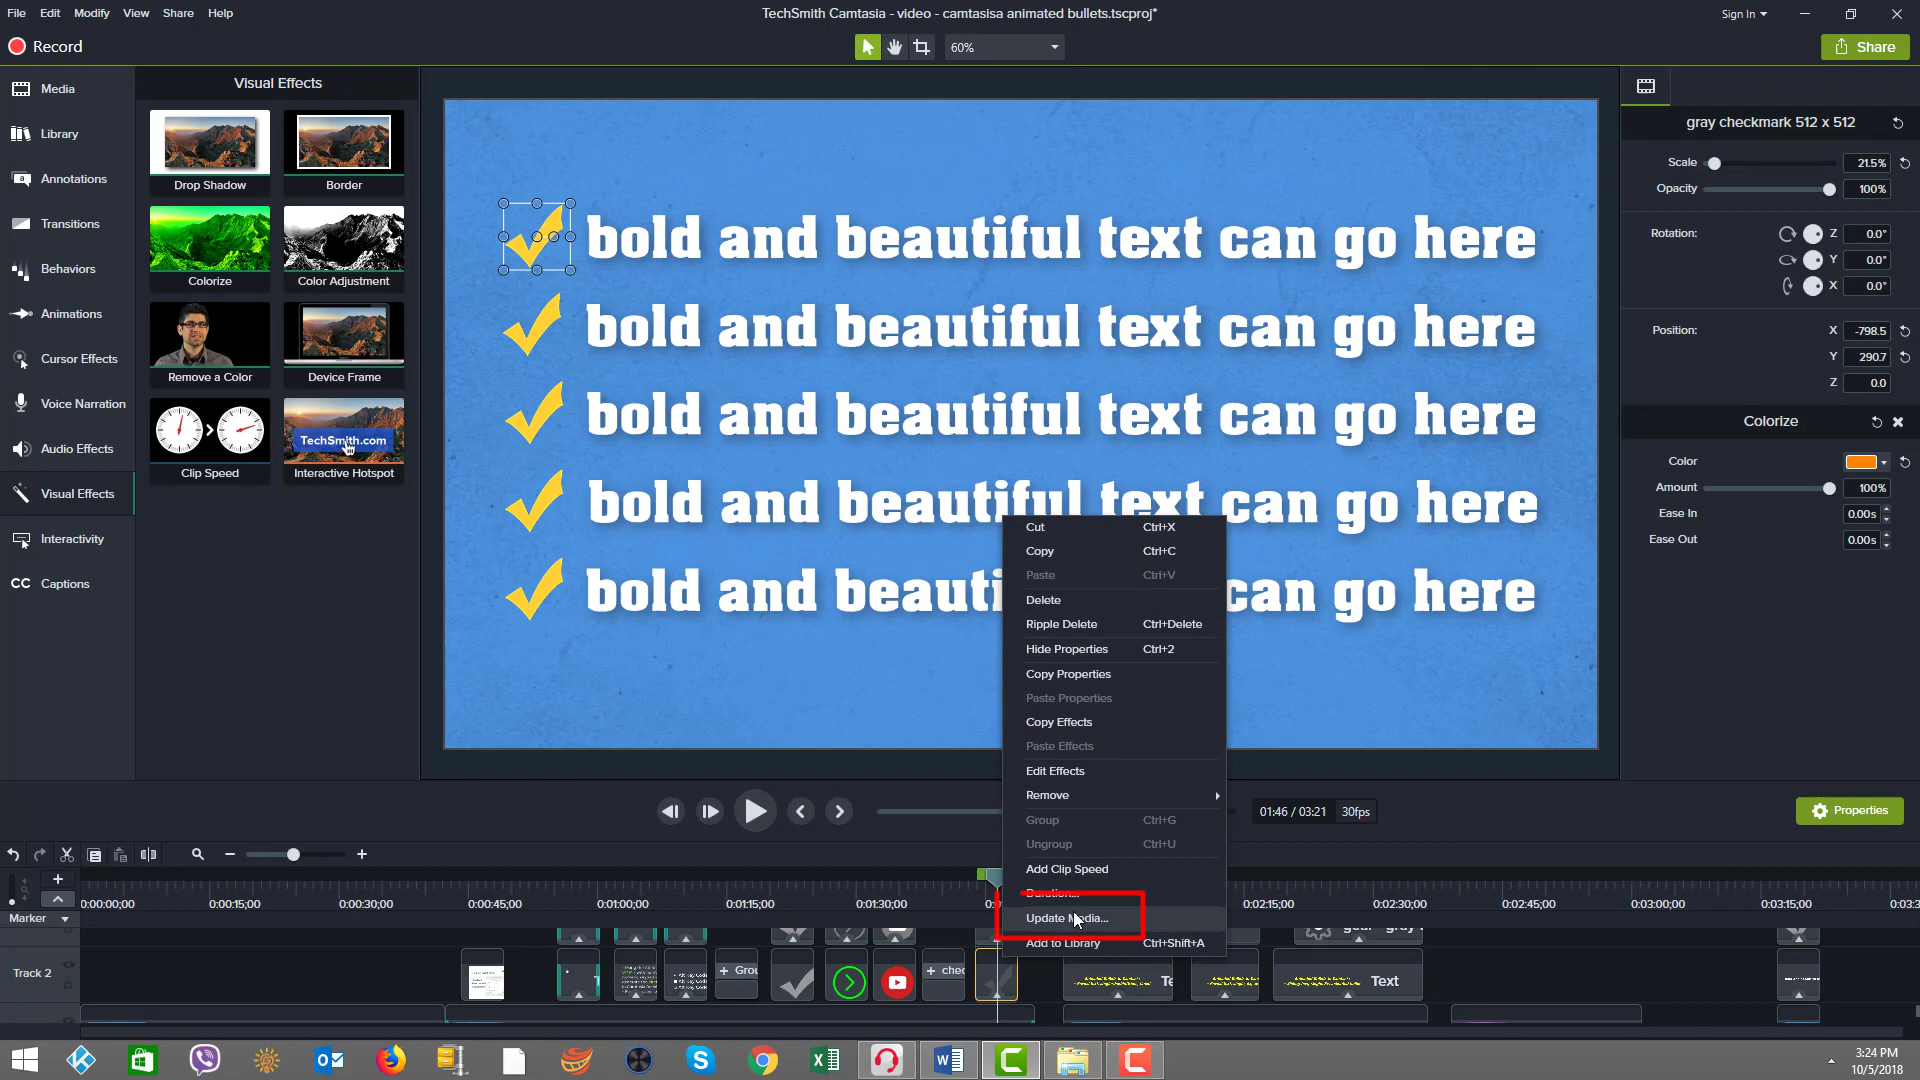 File Edit Modify View Share Help
TechSmith Camtasia - video - camtasisa animated bullets.tscproj*
Sign In
Record
60%
Share
Media
Library
Annotations
Transitions
Behaviors
Animations
Cursor Effects
Voice Narration
Audio Effects
Visual Effects
Interactivity
CC Captions
Visual Effects
Drop Shadow
Border
Colorize
Color Adjustment
Remove a Color
Device Frame
TechSmith.com
Clip Speed
Interactive Hotspot
bold and beautiful text can go here
bold and beautiful text can go here
bold and beautiful text can go here
bold and beautiful text can go here
bold and beauti can go here
Cut Ctrl+X
Copy Ctrl+C
Paste Ctrl+V
Delete
Ripple Delete Ctrl+Delete
Hide Properties Ctrl+2
Copy Properties
Paste Properties
Copy Effects
Paste Effects
Edit Effects
Remove
Group Ctrl+G
Ungroup Ctrl+U
Add Clip Speed
Duration...
Update Media...
Add to Library Ctrl+Shift+A
gray checkmark 512 x 512
Scale 21.5%
Opacity 100%
Rotation: Z 0.0°
Y 0.0°
X 0.0°
Position: X -798.5
Y 290.7
Z 0.0
Colorize
Color
Amount 100%
Ease In 0.00s
Ease Out 0.00s
01:46 / 03:21 30fps
Properties
0:00:00;00 0:00:15;00 0:00:30;00 0:00:45;00 0:01:00;00 0:01:15;00 0:01:30;00 0:02:15;00 0:02:30;00 0:02:45;00 0:03:00;00 0:03:15;00 0:03:3
Marker
Track 2
+ Grou
+ chec
Text
3:24 PM
10/5/2018